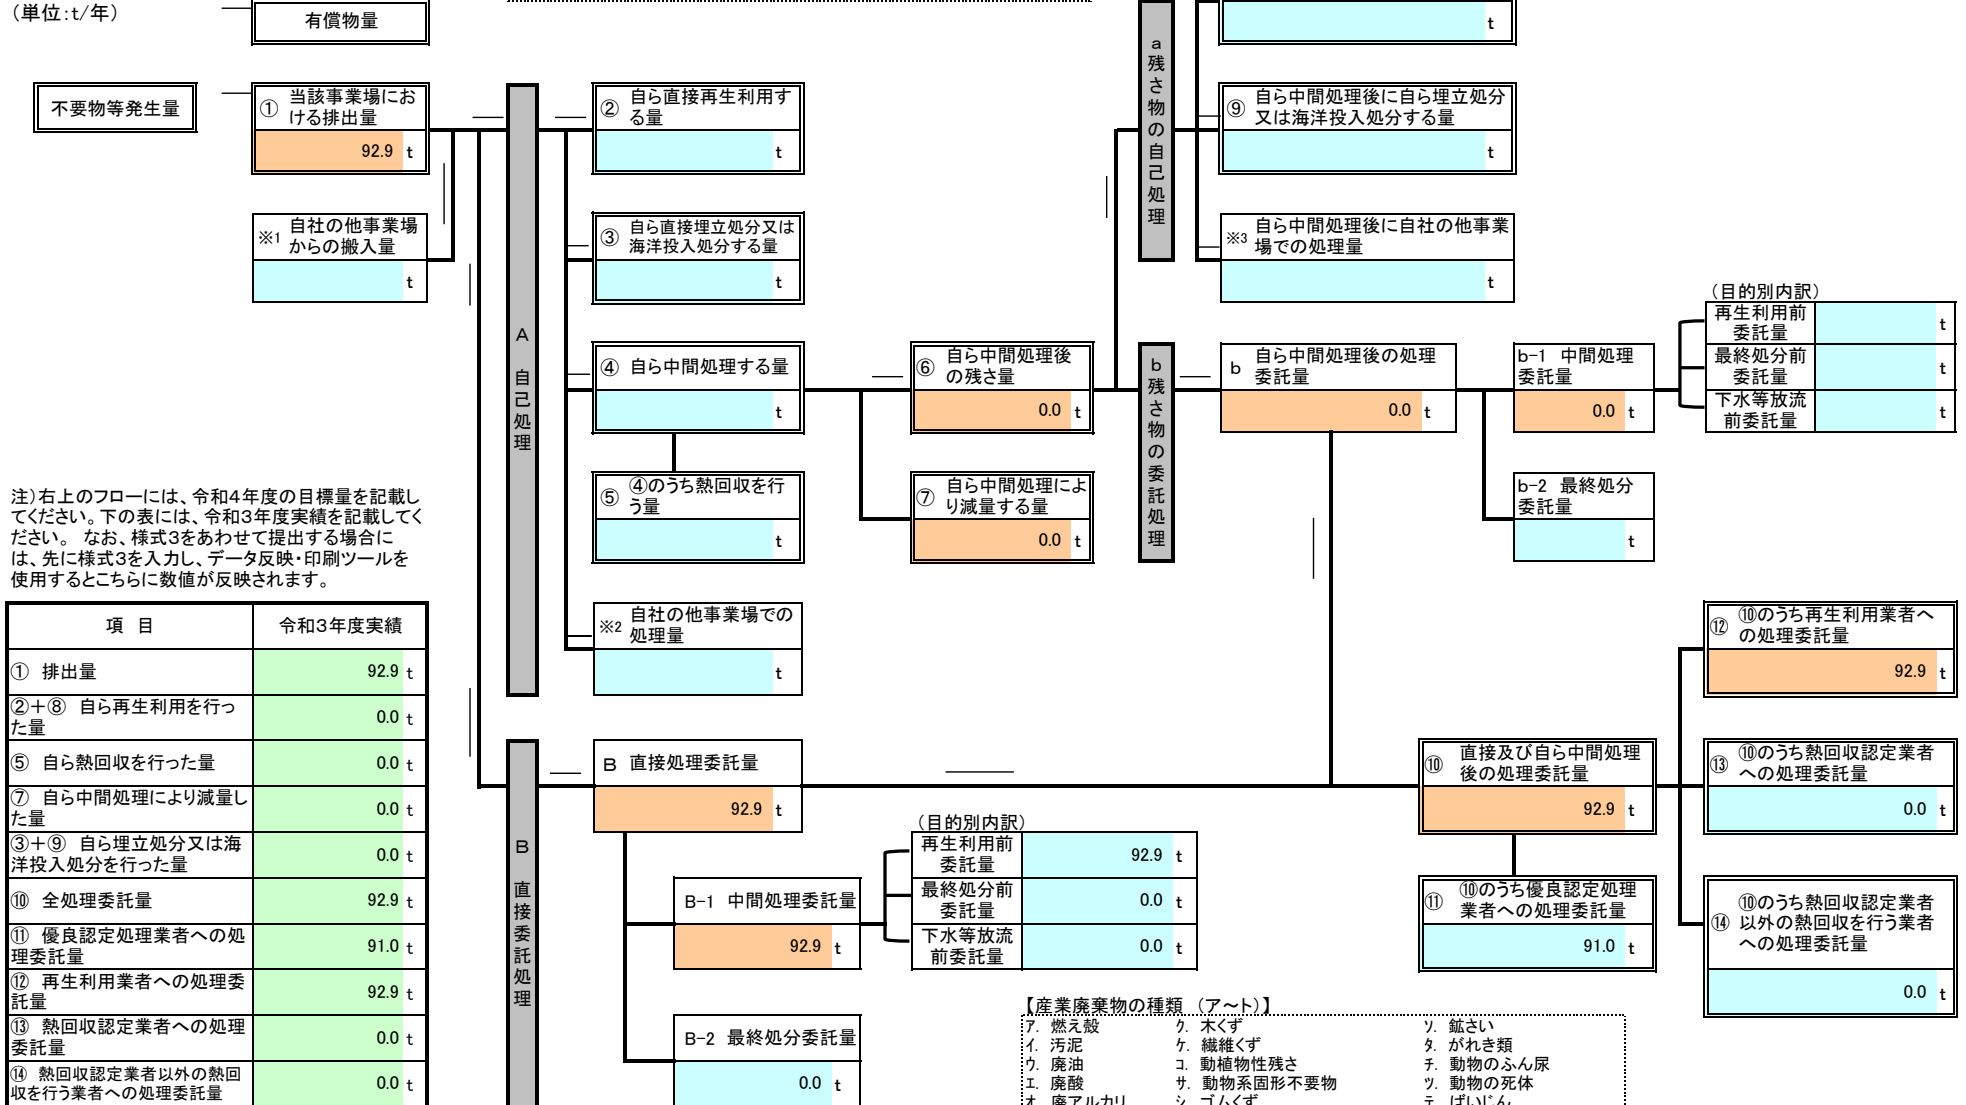 （単位：ｔ/年）
有償物量
t
不要物等発生量
① 当該事業場にお
ける排出量
92.9 t
※1 自社の他事業場
からの搬入量
t
A 自己処理
② 自ら直接再生利用す
る量
t
③ 自ら直接埋立処分又は
海洋投入処分する量
t
④ 自ら中間処理する量
t
⑤ ④のうち熱回収を行
う量
t
※2 自社の他事業場での
処理量
t
⑥ 自ら中間処理後
の残さ量
0.0 t
⑦ 自ら中間処理によ
り減量する量
0.0 t
a 残さ物の自己処理
⑨ 自ら中間処理後に自ら埋立処分
又は海洋投入処分する量
t
※3 自ら中間処理後に自社の他事業
場での処理量
t
b 残さ物の委託処理
b 自ら中間処理後の処理
委託量
0.0 t
b-1 中間処理
委託量
0.0 t
b-2 最終処分
委託量
t
（目的別内訳）
再生利用前
委託量
t
最終処分前
委託量
t
下水等放流
前委託量
t
注）右上のフローには、令和４年度の目標量を記載し
てください。下の表には、令和３年度実績を記載してく
ださい。 なお、様式３をあわせて提出する場合に
は、先に様式３を入力し、データ反映・印刷ツールを
使用するとこちらに数値が反映されます。
項 目 令和３年度実績
① 排出量 92.9 t
②＋⑧ 自ら再生利用を行っ
た量 0.0 t
⑤ 自ら熱回収を行った量 0.0 t
⑦ 自ら中間処理により減量し
た量 0.0 t
③＋⑨ 自ら埋立処分又は海
洋投入処分を行った量 0.0 t
⑩ 全処理委託量 92.9 t
⑪ 優良認定処理業者への処
理委託量 91.0 t
⑫ 再生利用業者への処理委
託量 92.9 t
⑬ 熱回収認定業者への処理
委託量 0.0 t
⑭ 熱回収認定業者以外の熱回
収を行う業者への処理委託量 0.0 t
B 直接委託処理
B 直接処理委託量
92.9 t
B-1 中間処理委託量
92.9 t
B-2 最終処分委託量
0.0 t
（目的別内訳）
再生利用前
委託量
92.9 t
最終処分前
委託量
0.0 t
下水等放流
前委託量
0.0 t
⑩ 直接及び自ら中間処理
後の処理委託量
92.9 t
⑪ ⑩のうち優良認定処理
業者への処理委託量
91.0 t
⑫ ⑩のうち再生利用業者へ
の処理委託量
92.9 t
⑬ ⑩のうち熱回収認定業者
への処理委託量
0.0 t
⑭ ⑩のうち熱回収認定業者
以外の熱回収を行う業者
への処理委託量
0.0 t
【産業廃棄物の種類 （ア～ト）】
ｱ. 燃え殻 ｸ. 木くず ｿ. 鉱さい
ｲ. 汚泥 ｹ. 繊維くず ﾀ. がれき類
ｳ. 廃油 ｺ. 動植物性残さ ﾁ. 動物のふん尿
ｴ. 廃酸 ｻ. 動物系固形不要物 ﾂ. 動物の死体
ｵ. 廃アルカリ ｼ. ゴムくず ﾃ. ばいじん